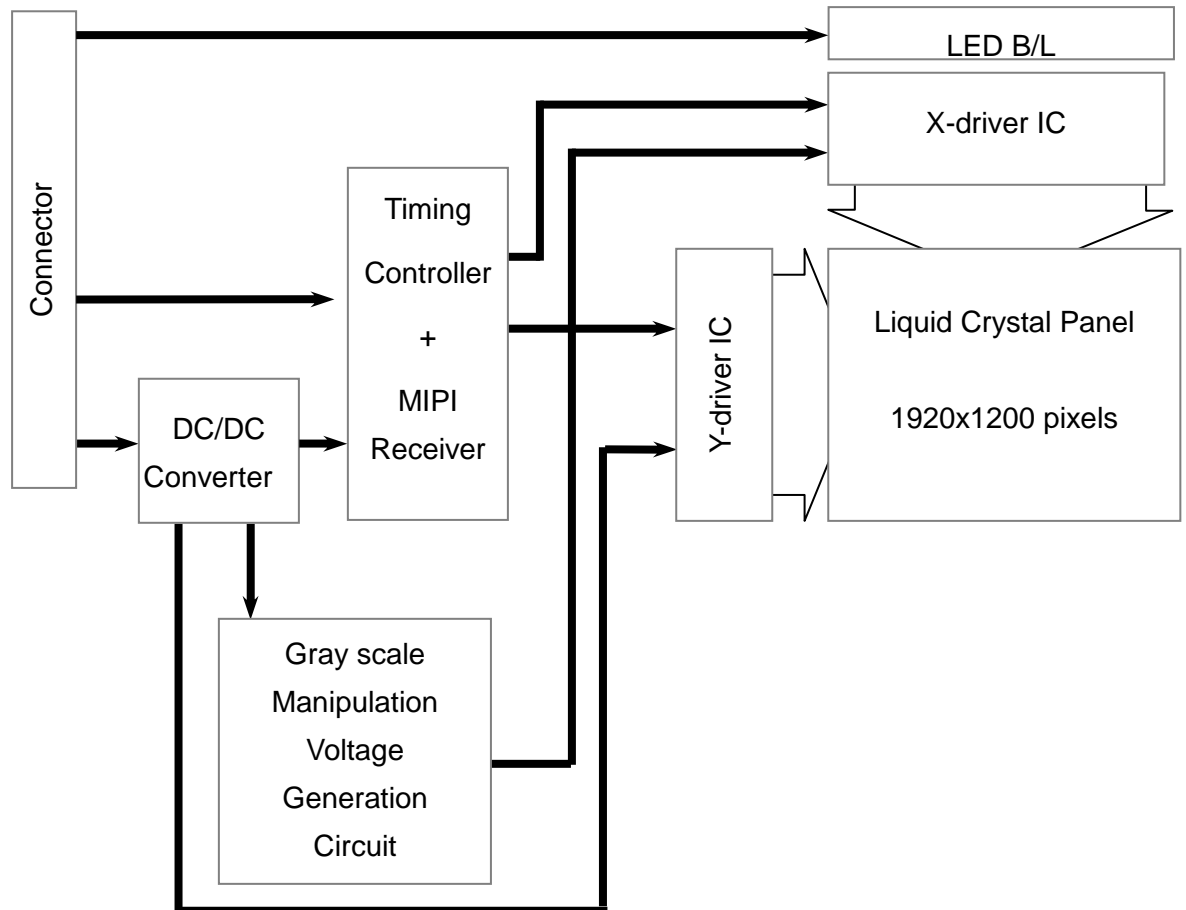 LED B/L
X-driver IC
Connector
Timing
Controller
+
MIPI
Receiver
DC/DC
Converter
Y-driver IC
Liquid Crystal Panel
1920x1200 pixels
Gray scale
Manipulation
Voltage
Generation
Circuit